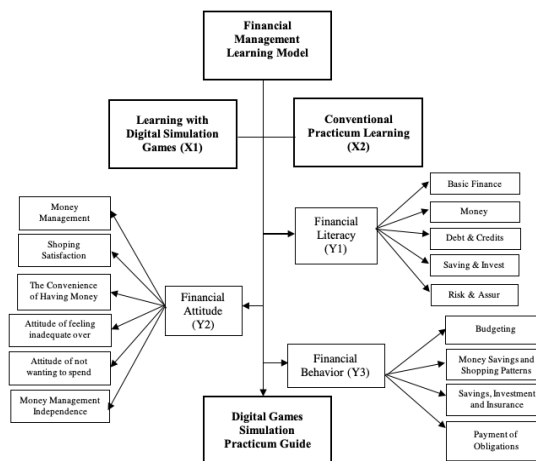 Financial
Management
Learning Model
Learning with
Digital Simulation
Games (X1)
Conventional
Practicum Learning
(X2)
Money
Management
Shoping
Satisfaction
The Convenience
of Having Money
Attitude of feeling
inadequate over
Attitude of not
wanting to spend
Money Management
Independence
Financial
Attitude
(Y2)
Financial
Literacy
(Y1)
Basic Finance
Money
Debt & Credits
Saving & Invest
Risk & Assur
Financial
Behavior (Y3)
Budgeting
Money Savings and
Shopping Patterns
Savings, Investment
and Insurance
Payment of
Obligations
Digital Games
Simulation
Practicum Guide